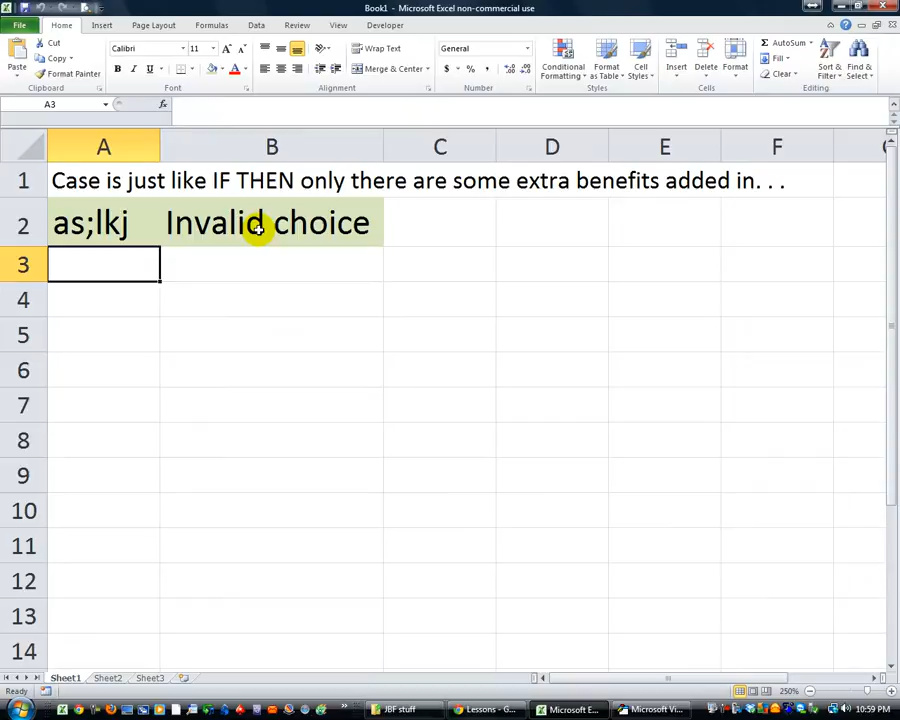 Book1 - Microsoft Excel non-commercial use
File Home Insert Page Layout Formulas Data Review View Developer
Paste Cut Copy Format Painter Clipboard
Calibri 11 A A B I U A Font
Wrap Text Merge & Center Alignment
General $ % , Number
Conditional Formatting Format as Table Cell Styles Styles
Insert Delete Format Cells
Σ AutoSum Fill Clear Sort & Filter Find & Select Editing
A3 fx
A B C D E F
1 Case is just like IF THEN only there are some extra benefits added in. . .
2 as;lkj Invalid choice
3
4
5
6
7
8
9
10
11
12
13
14
Sheet1 Sheet2 Sheet3
Ready 250%
JBF stuff Lessons - G... Microsoft E... Microsoft Vi... 10:59 PM